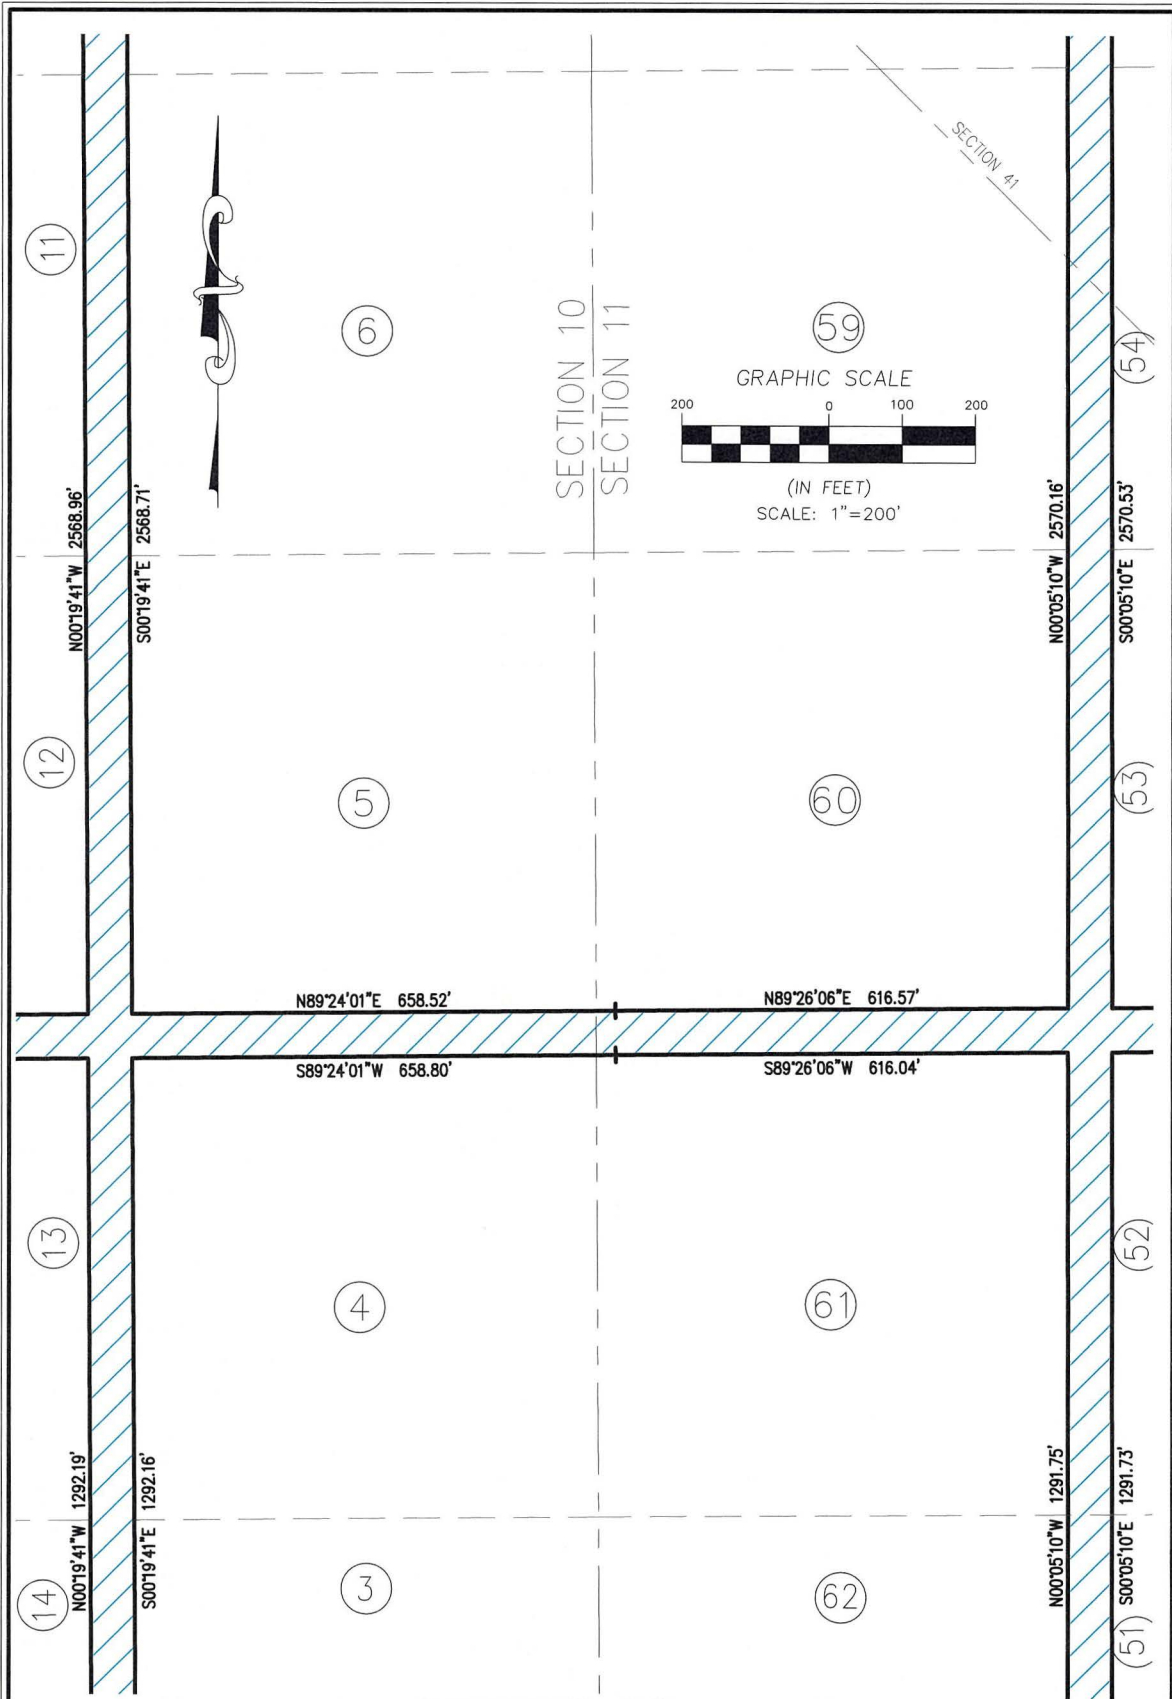 SECTION 41
11
6
59
54
SECTION 10
SECTION 11
GRAPHIC SCALE
200 0 100 200
(IN FEET)
SCALE: 1"=200'
N00°19'41"W 2568.96'
S00°19'41"E 2568.71'
N00°05'10"W 2570.16'
S00°05'10"E 2570.53'
12
5
60
53
N89°24'01"E 658.52'
N89°26'06"E 616.57'
S89°24'01"W 658.80'
S89°26'06"W 616.04'
13
4
61
52
N00°19'41"W 1292.19'
S00°19'41"E 1292.16'
N00°05'10"W 1291.75'
S00°05'10"E 1291.73'
14
3
62
51